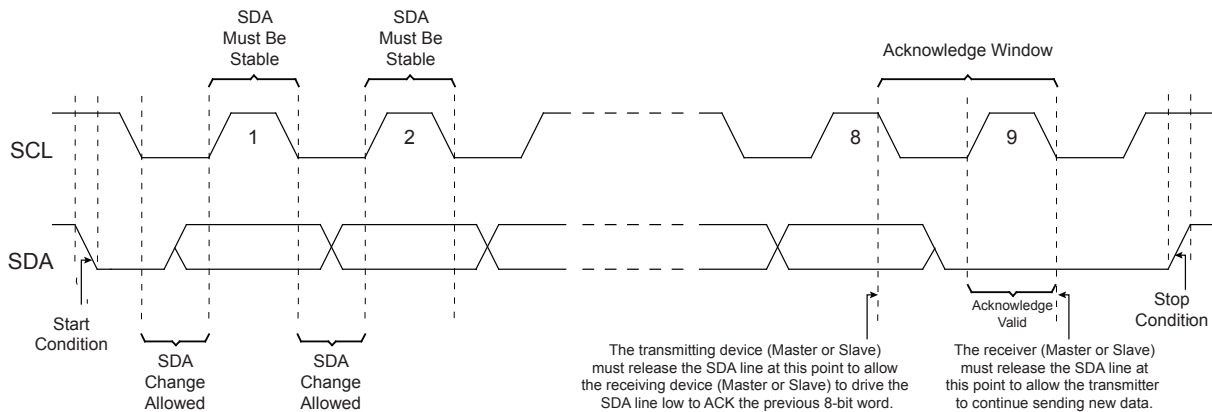 SDA
Must Be
Stable
SDA
Must Be
Stable
Acknowledge Window
SCL
1
2
8
9
SDA
Start
Condition
SDA
Change
Allowed
SDA
Change
Allowed
Acknowledge
Valid
Stop
Condition
The transmitting device (Master or Slave)
must release the SDA line at this point to allow
the receiving device (Master or Slave) to drive the
SDA line low to ACK the previous 8-bit word.
The receiver (Master or Slave)
must release the SDA line at
this point to allow the transmitter
to continue sending new data.